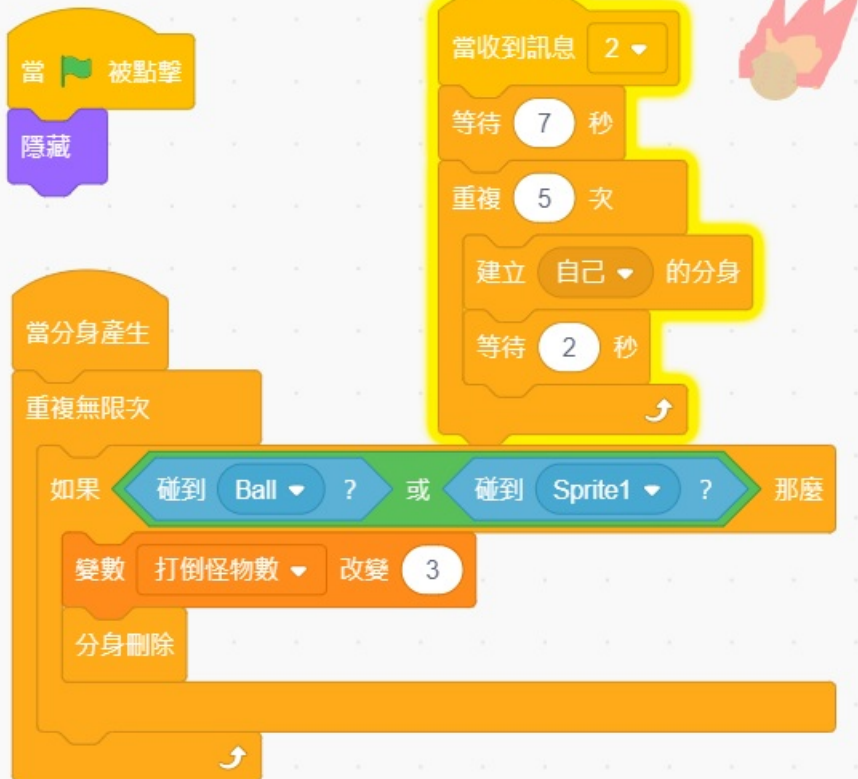 當 被點擊
隱藏
當收到訊息 2
等待 7 秒
重複 5 次
建立 自己 的分身
等待 2 秒
當分身產生
重複無限次
如果 碰到 Ball ? 或 碰到 Sprite1 ? 那麼
變數 打倒怪物數 改變 3
分身刪除